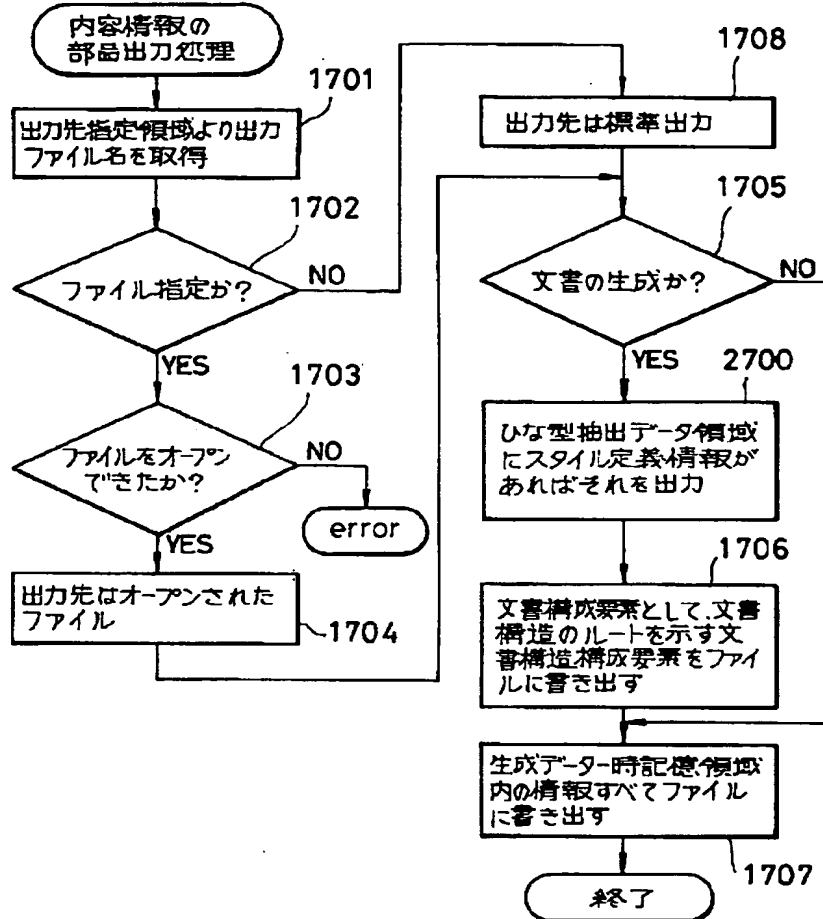 内容情報の
部品出力処理
1701
出力先指定領域より出力
ファイル名を取得
1702
ファイル指定か？
NO
YES
1703
ファイルをオープン
できたか？
NO
error
YES
出力先はオープンされた
ファイル
1704
1708
出力先は標準出力
1705
文書の生成か？
NO
YES
2700
ひな型抽出データ領域
にスタイル定義情報が
あればそれを出力
1706
文書構成要素として、文書
構造のルートを示す文
書構造構成要素をファイ
ルに書き出す
生成データ一時記憶領域
内の情報すべてファイル
に書き出す
1707
終了